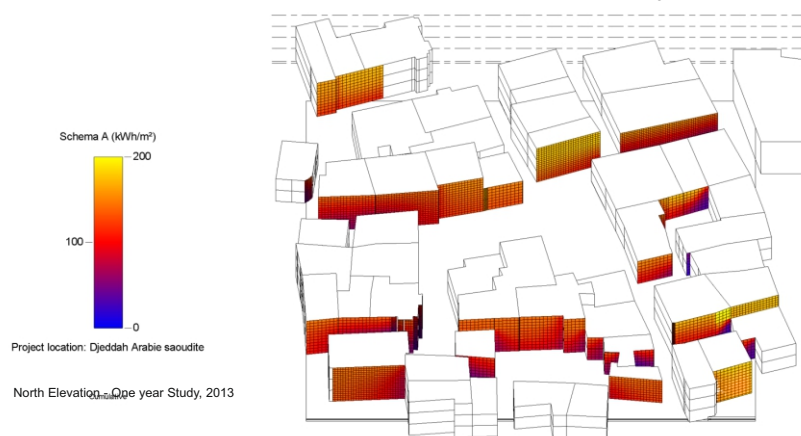 Schema A (kWh/m²)
200
100
0
Project location: Djeddah Arabie saoudite
North Elevation - One year Study, 2013
Cumulative